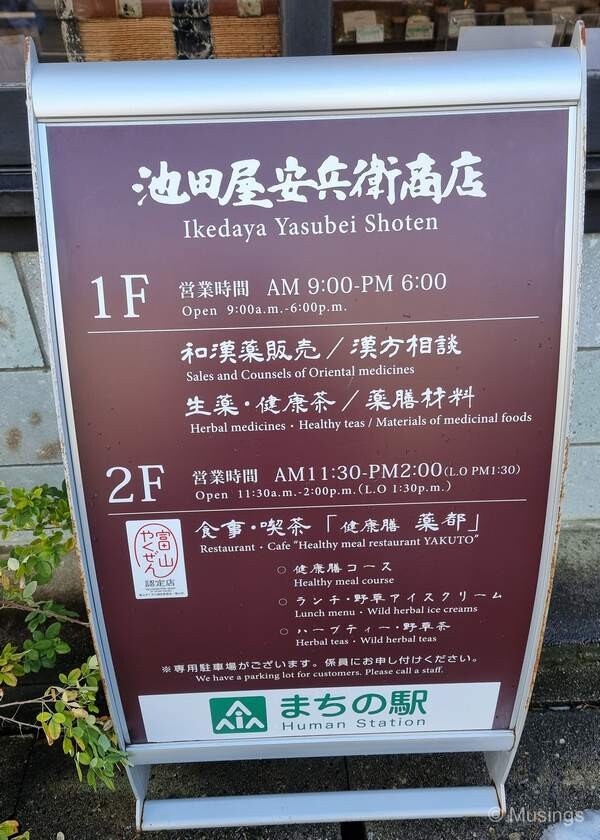 池田屋安兵衛商店
Ikedaya Yasubei Shoten
1F 営業時間 AM 9:00-PM 6:00
Open 9:00a.m.-6:00p.m.
和漢薬販売／漢方相談
Sales and Counsels of Oriental medicines
生薬・健康茶／薬膳材料
Herbal medicines・Healthy teas / Materials of medicinal foods
2F 営業時間 AM11:30-PM2:00(L.O PM1:30)
Open 11:30a.m.-2:00p.m.(L.O 1:30p.m.)
食事・喫茶「健康膳 薬都」
Restaurant・Cafe "Healthy meal restaurant YAKUTO"
○ 健康膳コース
Healthy meal course
○ ランチ・野草アイスクリーム
Lunch menu・Wild herbal ice creams
○ ハーブティー・野草茶
Herbal teas・Wild herbal teas
富山やくぜん
認定店
※専用駐車場がございます。係員にお申し付けください。
We have a parking lot for customers. Please call a staff.
まちの駅
Human Station
© Musings